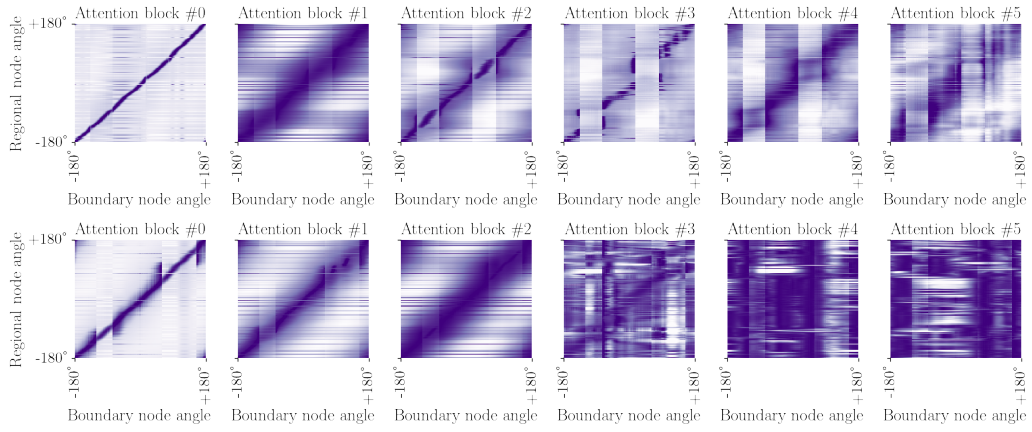 Attention block #0
Attention block #1
Attention block #2
Attention block #3
Attention block #4
Attention block #5
Regional node angle
+180°
-180°
-180°
+180°
-180°
+180°
-180°
+180°
-180°
+180°
-180°
+180°
-180°
+180°
Boundary node angle
Boundary node angle
Boundary node angle
Boundary node angle
Boundary node angle
Boundary node angle
Attention block #0
Attention block #1
Attention block #2
Attention block #3
Attention block #4
Attention block #5
Regional node angle
+180°
-180°
-180°
+180°
-180°
+180°
-180°
+180°
-180°
+180°
-180°
+180°
-180°
+180°
Boundary node angle
Boundary node angle
Boundary node angle
Boundary node angle
Boundary node angle
Boundary node angle